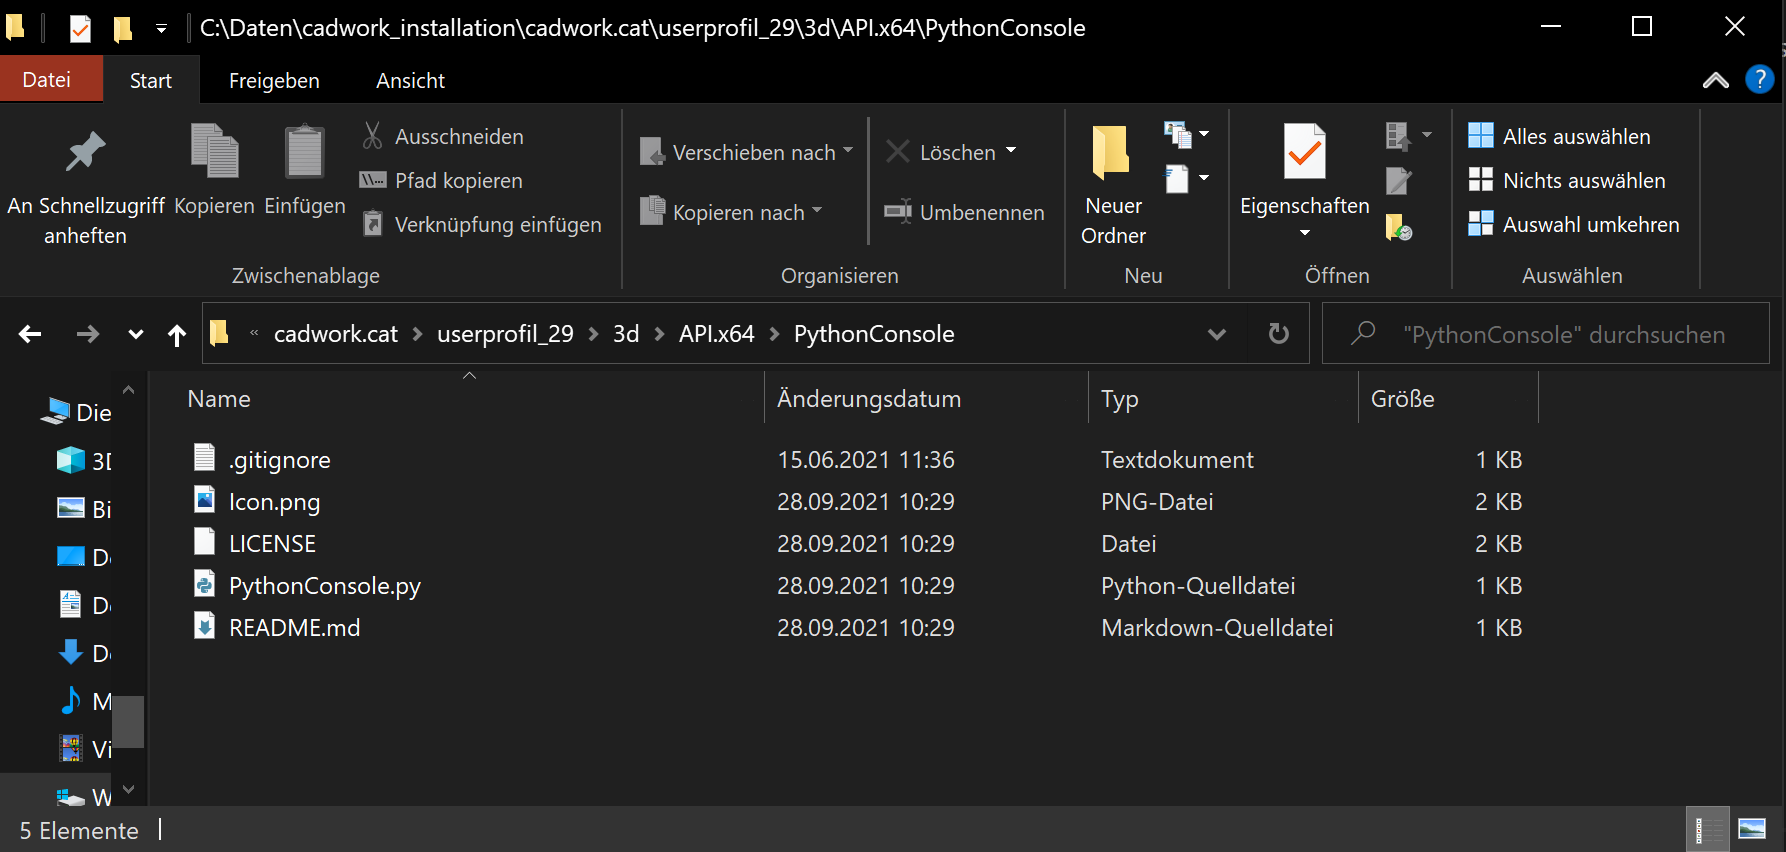 C:\Daten\cadwork_installation\cadwork.cat\userprofil_29\3d\API.x64\PythonConsole
Datei Start Freigeben Ansicht ?
An Schnellzugriff anheften
Kopieren
Einfügen
Ausschneiden
Pfad kopieren
Verknüpfung einfügen
Zwischenablage
Verschieben nach
Kopieren nach
Löschen
Umbenennen
Organisieren
Neuer
Ordner
Neu
Eigenschaften
Öffnen
Alles auswählen
Nichts auswählen
Auswahl umkehren
Auswählen
« cadwork.cat > userprofil_29 > 3d > API.x64 > PythonConsole
"PythonConsole" durchsuchen
Name Änderungsdatum Typ Größe
.gitignore 15.06.2021 11:36 Textdokument 1 KB
Icon.png 28.09.2021 10:29 PNG-Datei 2 KB
LICENSE 28.09.2021 10:29 Datei 2 KB
PythonConsole.py 28.09.2021 10:29 Python-Quelldatei 1 KB
README.md 28.09.2021 10:29 Markdown-Quelldatei 1 KB
Die
Bi
Vi
5 Elemente